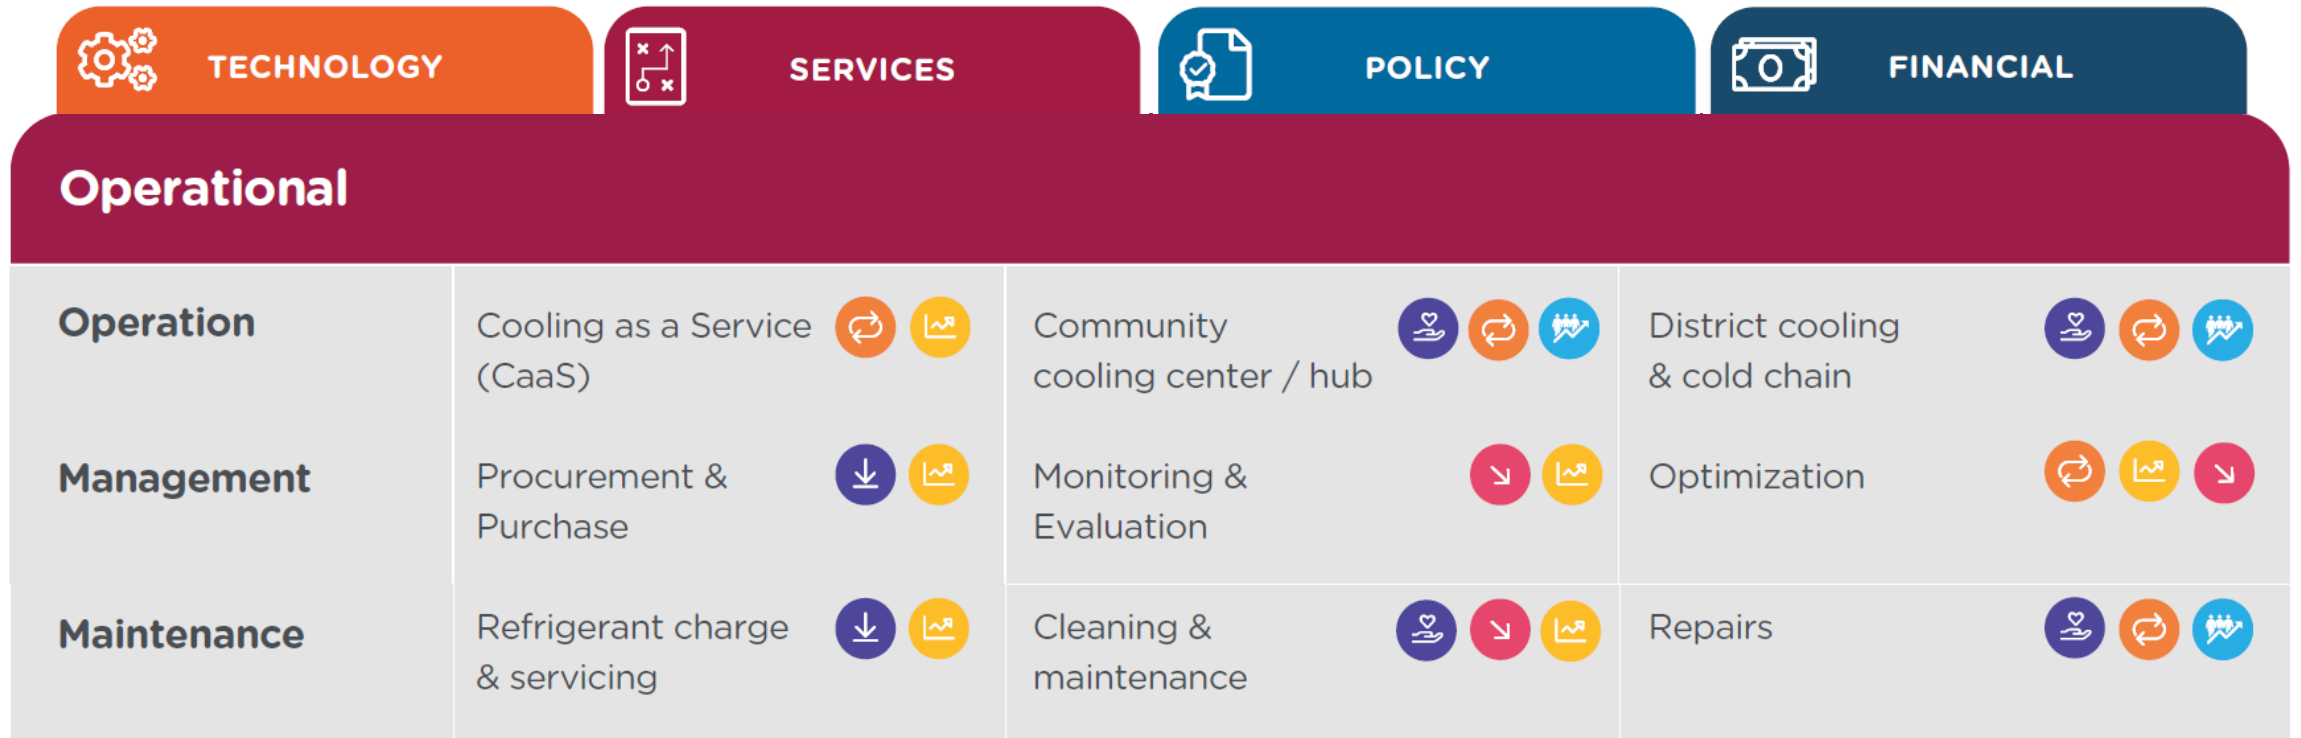 TECHNOLOGY
SERVICES
POLICY
FINANCIAL
Operational
Operation
Cooling as a Service
(CaaS)
Community
cooling center / hub
District cooling
& cold chain
Management
Procurement &
Purchase
Monitoring &
Evaluation
Optimization
Maintenance
Refrigerant charge
& servicing
Cleaning &
maintenance
Repairs